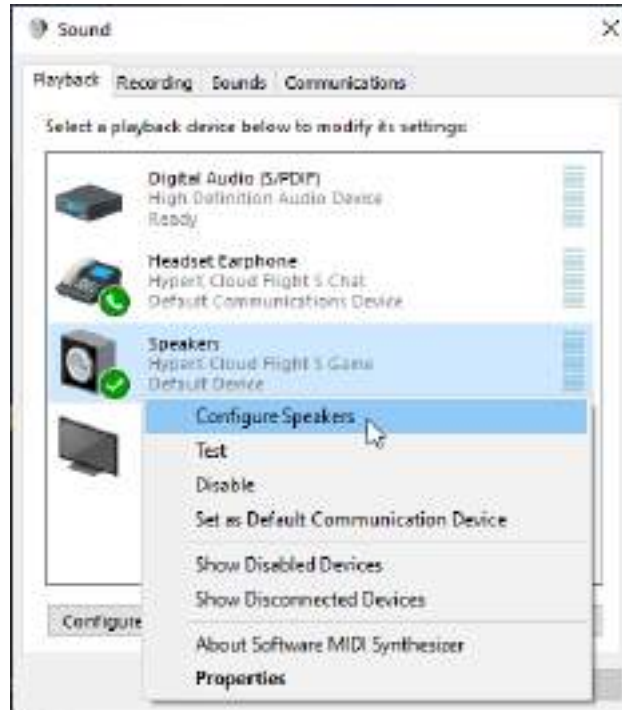 Sound
Playback Recording Sounds Communications
Select a playback device below to modify its settings:
Digital Audio (S/PDIF)
High Definition Audio Device
Ready
Headset Earphone
HyperX Cloud Flight S Chat
Default Communications Device
Speakers
HyperX Cloud Flight S Game
Default Device
Configure Speakers
Test
Disable
Set as Default Communication Device
Show Disabled Devices
Show Disconnected Devices
Configure
About Software MIDI Synthesizer
Properties